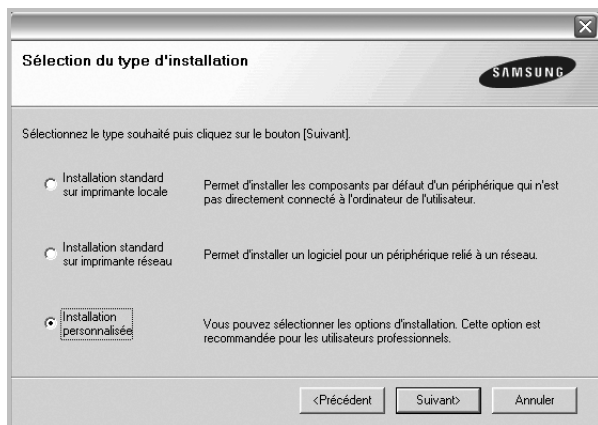 Sélection du type d'installation
SAMSUNG
Sélectionnez le type souhaité puis cliquez sur le bouton [Suivant].
Installation standard
sur imprimante locale
Permet d'installer les composants par défaut d'un périphérique qui n'est
pas directement connecté à l'ordinateur de l'utilisateur.
Installation standard
sur imprimante réseau
Permet d'installer un logiciel pour un périphérique relié à un réseau.
Installation
personnalisée
Vous pouvez sélectionner les options d'installation. Cette option est
recommandée pour les utilisateurs professionnels.
<Précédent
Suivant>
Annuler